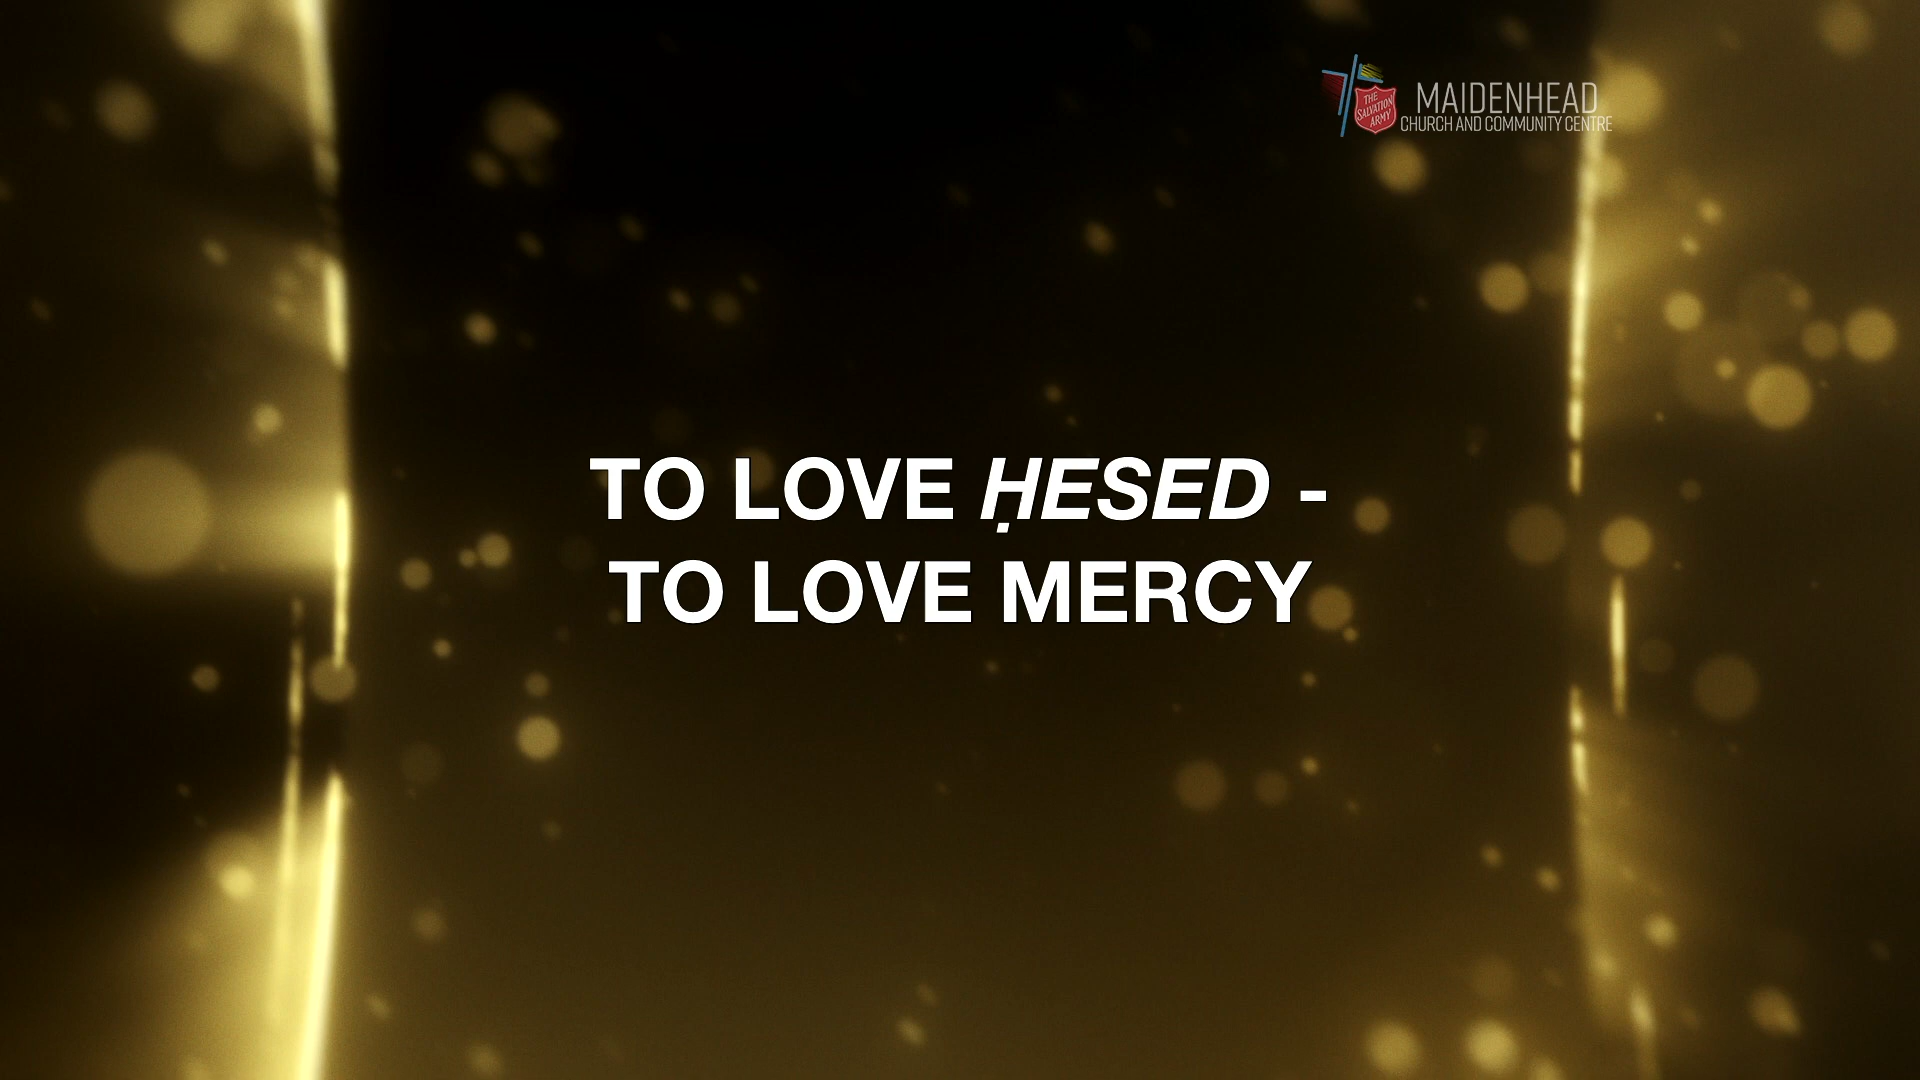 MAIDENHEAD
CHURCH AND COMMUNITY CENTRE
THE
SALVATION
ARMY
TO LOVE ḤESED -
TO LOVE MERCY